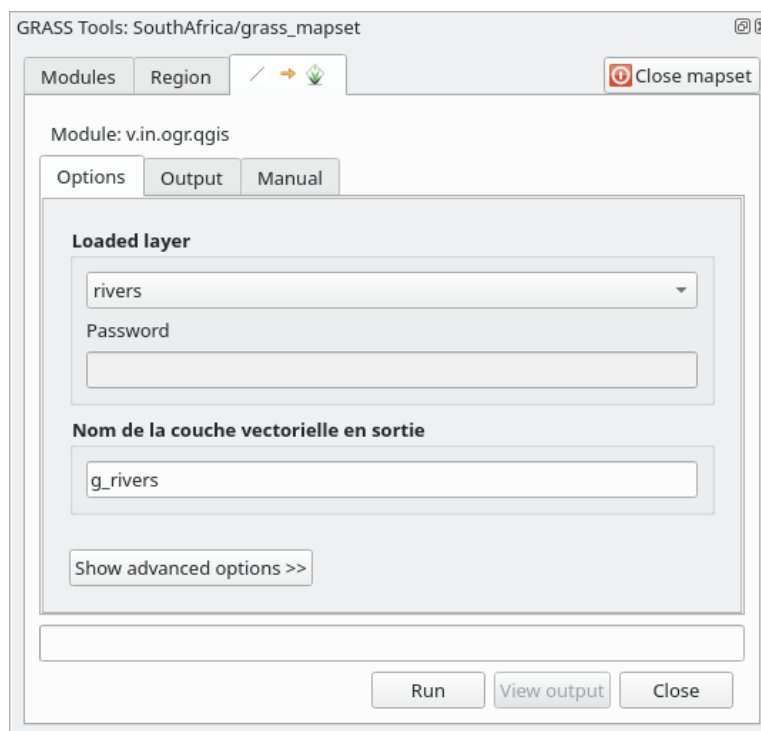 GRASS Tools: SouthAfrica/grass_mapset
Modules Region Close mapset
Module: v.in.ogr.qgis
Options Output Manual
Loaded layer
rivers
Password
Nom de la couche vectorielle en sortie
g_rivers
Show advanced options >>
Run View output Close